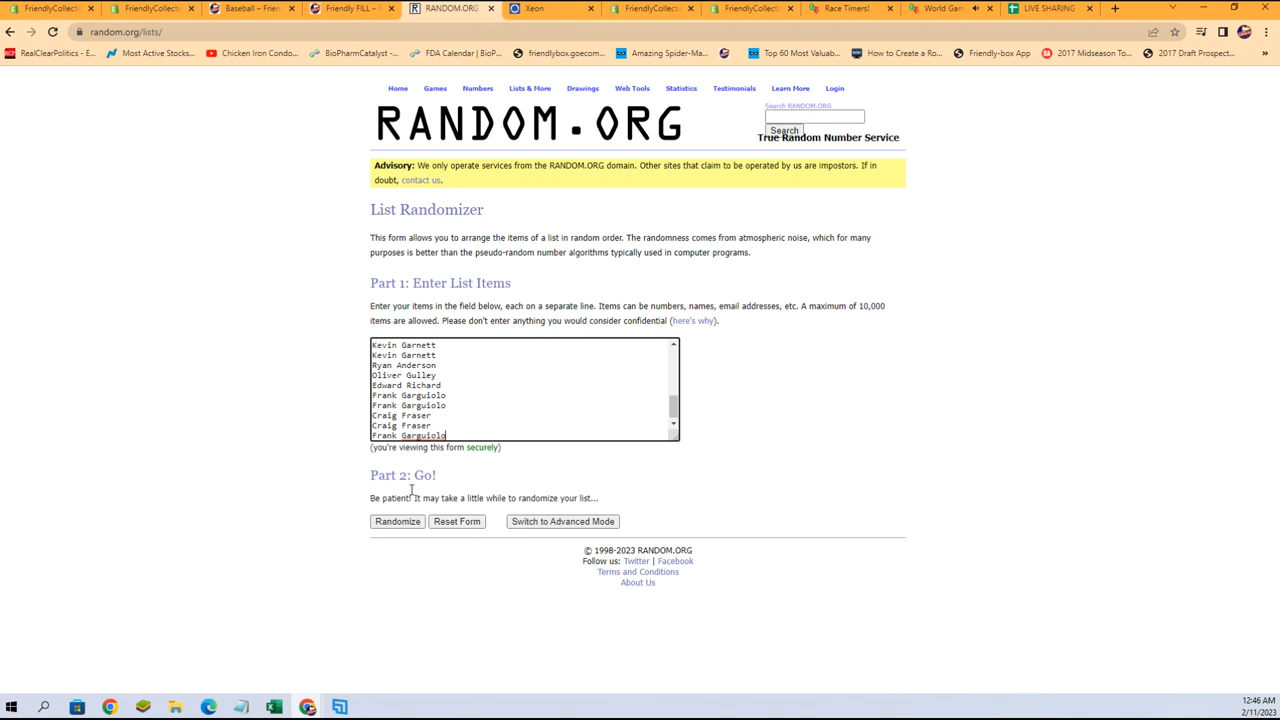 FriendlyCollecti
FriendlyCollecti
Baseball – Frien
Friendly FILL –
RANDOM.ORG
Xeon
FriendlyCollecti
FriendlyCollecti
Race Timers!
World Gam
LIVE SHARING
random.org/lists/
RealClearPolitics - E...
Most Active Stocks...
Chicken Iron Condo...
BioPharmCatalyst -...
FDA Calendar | BioP...
friendlybox.goecom...
Amazing Spider-Ma...
Top 60 Most Valuab...
How to Create a Ro...
Friendly-box App
2017 Midseason To...
2017 Draft Prospect...
»
Home Games Numbers Lists & More Drawings Web Tools Statistics Testimonials Learn More Login
Search RANDOM.ORG
RANDOM.ORG
Search
True Random Number Service
Advisory: We only operate services from the RANDOM.ORG domain. Other sites that claim to be operated by us are impostors. If in
doubt, contact us.
List Randomizer
This form allows you to arrange the items of a list in random order. The randomness comes from atmospheric noise, which for many
purposes is better than the pseudo-random number algorithms typically used in computer programs.
Part 1: Enter List Items
Enter your items in the field below, each on a separate line. Items can be numbers, names, email addresses, etc. A maximum of 10,000
items are allowed. Please don't enter anything you would consider confidential (here's why).
Kevin Garnett
Kevin Garnett
Ryan Anderson
Oliver Gulley
Edward Richard
Frank Garguiolo
Frank Garguiolo
Craig Fraser
Craig Fraser
Frank Garguiolo
(you're viewing this form securely)
Part 2: Go!
Be patient! It may take a little while to randomize your list...
Randomize Reset Form Switch to Advanced Mode
© 1998-2023 RANDOM.ORG
Follow us: Twitter | Facebook
Terms and Conditions
About Us
12:46 AM
2/11/2023